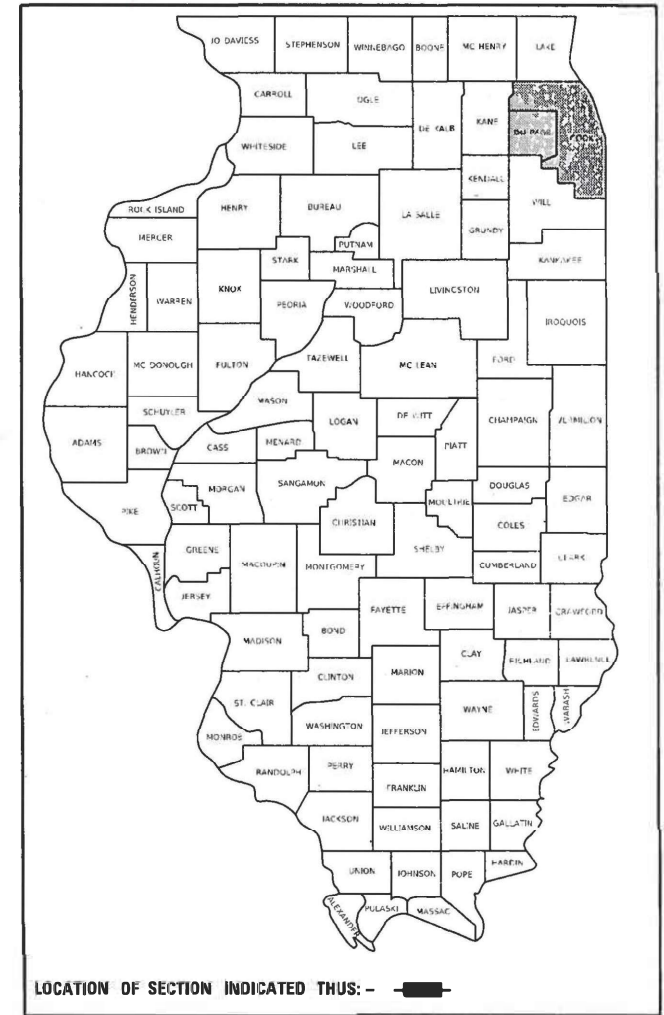 JO DAVIESS STEPHENSON WINNEBAGO BOONE MC HENRY LAKE
CARROLL OGLE DE KALB KANE DU PAGE COOK
WHITESIDE LEE KENDALL WILL
ROCK ISLAND HENRY BUREAU LA SALLE GRUNDY
MERCER STARK PUTNAM KANKAKEE
HENDERSON WARREN KNOX PEORIA MARSHALL WOODFORD LIVINGSTON IROQUOIS
HANCOCK MC DONOUGH FULTON TAZEWELL MC LEAN FORD
SCHUYLER MASON LOGAN DE WITT CHAMPAIGN VERMILION
ADAMS BROWN CASS MENARD MACON PIATT
PIKE SCOTT MORGAN SANGAMON CHRISTIAN MOULTRIE DOUGLAS EDGAR
COLES
CALHOUN GREENE MACOUPIN MONTGOMERY SHELBY CUMBERLAND CLARK
JERSEY FAYETTE EFFINGHAM JASPER CRAWFORD
MADISON BOND CLAY RICHLAND LAWRENCE
CLINTON MARION
ST. CLAIR WASHINGTON JEFFERSON WAYNE EDWARDS WABASH
MONROE
RANDOLPH PERRY FRANKLIN HAMILTON WHITE
JACKSON WILLIAMSON SALINE GALLATIN
UNION JOHNSON POPE HARDIN
ALEXANDER PULASKI MASSAC
LOCATION OF SECTION INDICATED THUS: -